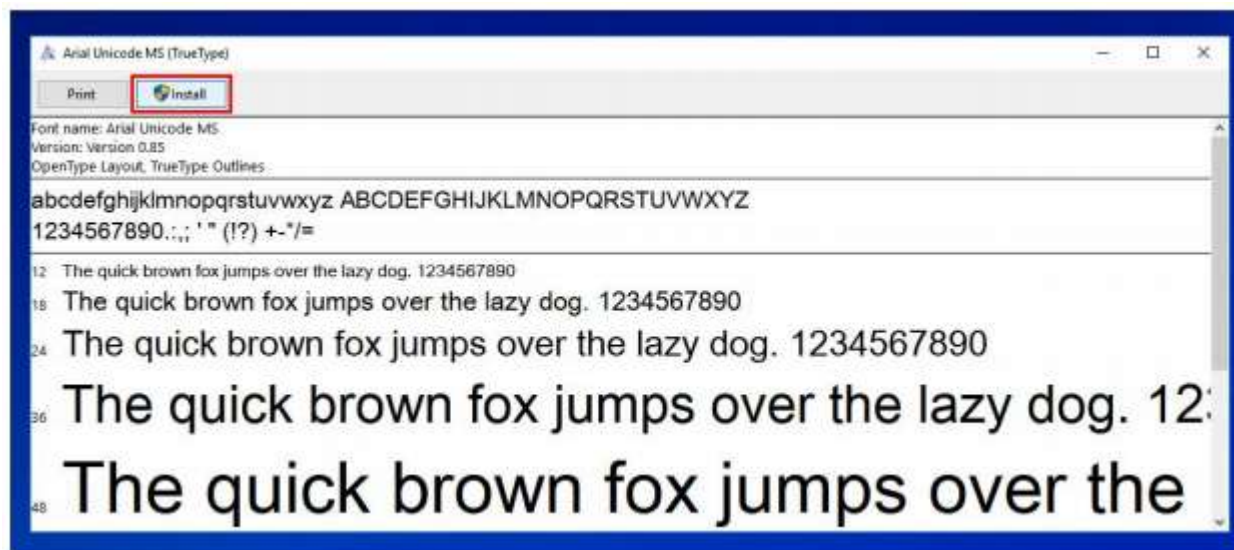 Arial Unicode MS (TrueType)
Print Install
Font name: Arial Unicode MS
Version: Version 0.85
OpenType Layout, TrueType Outlines
abcdefghijklmnopqrstuvwxyz ABCDEFGHIJKLMNOPQRSTUVWXYZ
1234567890.:,; ' " (!?) +-*/=
12 The quick brown fox jumps over the lazy dog. 1234567890
18 The quick brown fox jumps over the lazy dog. 1234567890
24 The quick brown fox jumps over the lazy dog. 1234567890
36 The quick brown fox jumps over the lazy dog. 12
48 The quick brown fox jumps over the